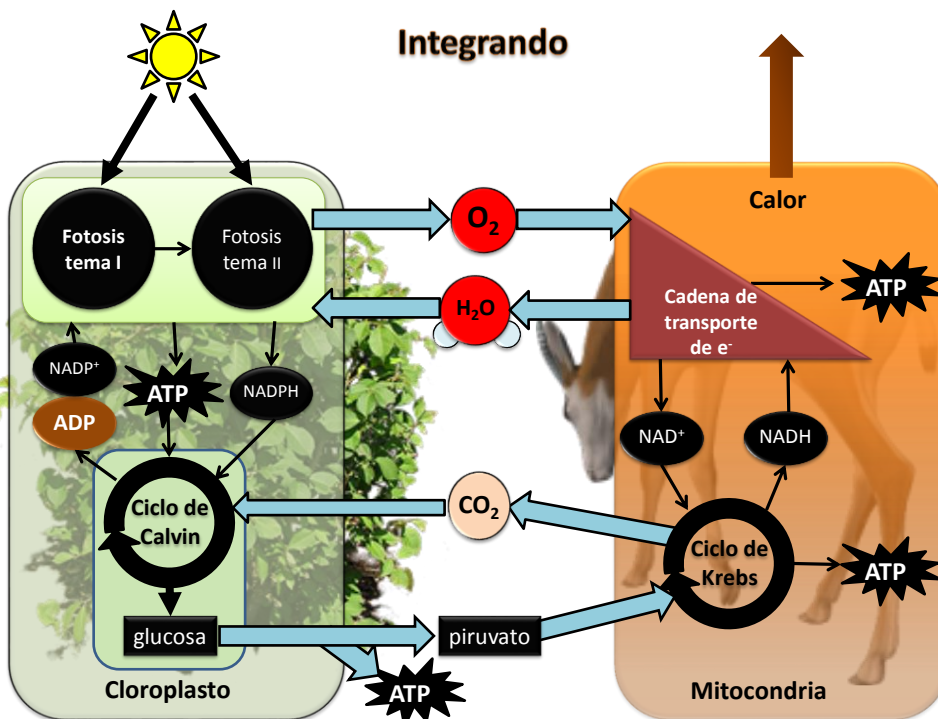 Integrando
Calor
Fotosis
tema I
Fotosis
tema II
O₂
H₂O
Cadena de
transporte
de e⁻
ATP
NADP⁺
ADP
ATP
NADPH
NAD⁺
NADH
Ciclo de
Calvin
CO₂
Ciclo de
Krebs
ATP
glucosa
piruvato
ATP
Cloroplasto
Mitocondria